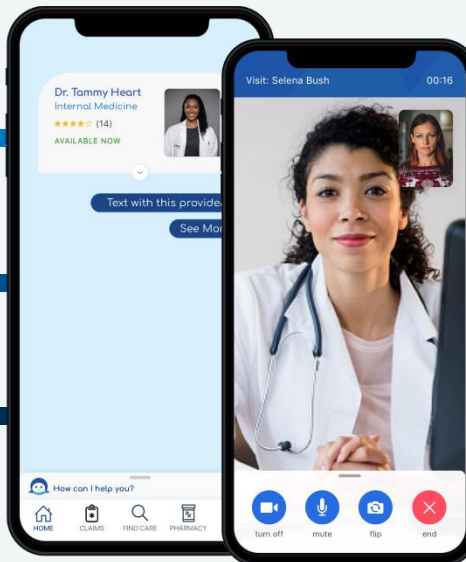 Dr. Tammy Heart
Internal Medicine
(14)
AVAILABLE NOW
Text with this provide
See Mor
How can I help you?
HOME
CLAIMS
FIND CARE
PHARMACY
Visit: Selena Bush
00:16
turn off
mute
flip
end